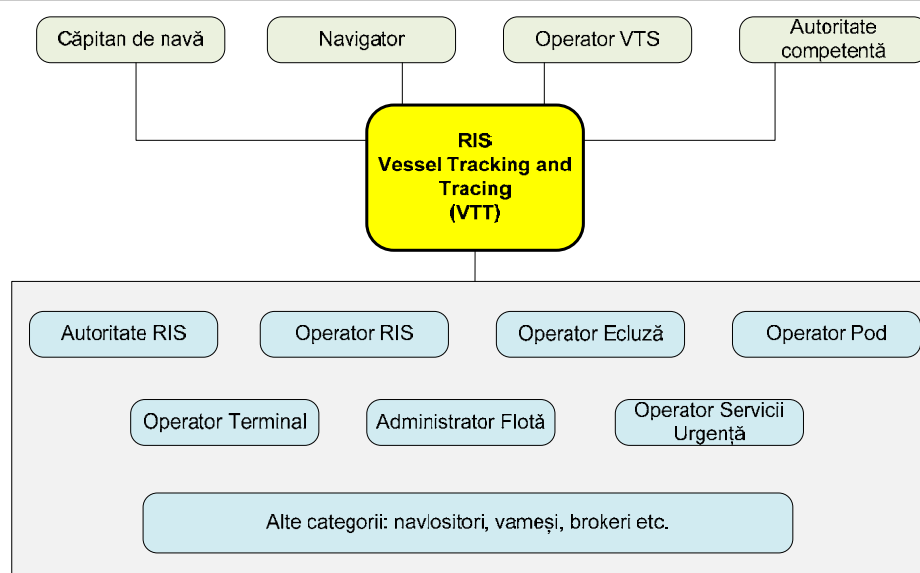 Căpitan de navă
Navigator
Operator VTS
Autoritate
competentă
RIS
Vessel Tracking and
Tracing
(VTT)
Autoritate RIS
Operator RIS
Operator Ecluză
Operator Pod
Operator Terminal
Administrator Flotă
Operator Servicii
Urgență
Alte categorii: navlositori, vameși, brokeri etc.